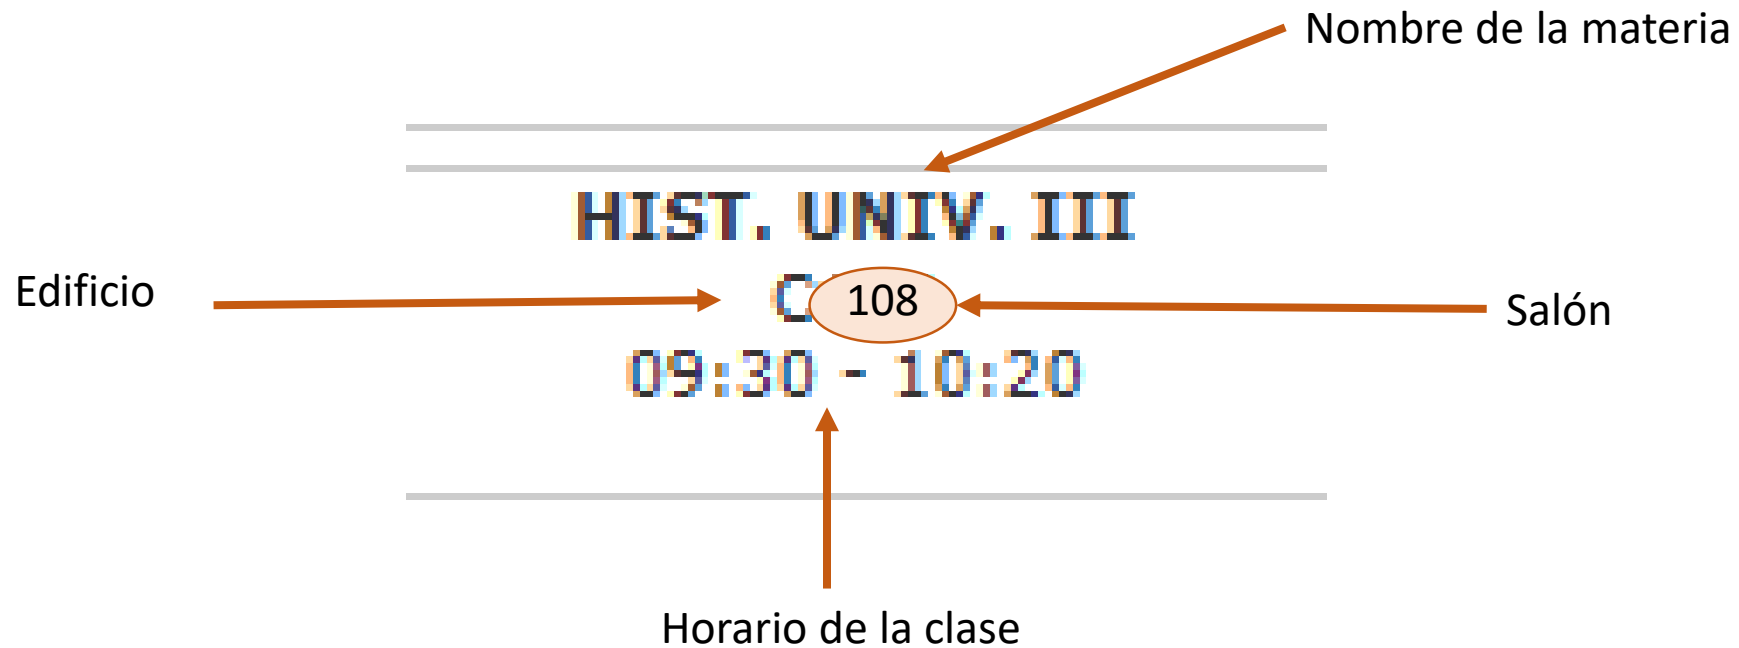 Nombre de la materia
HIST. UNIV. III
Edificio
C 108
Salón
09:30 - 10:20
Horario de la clase